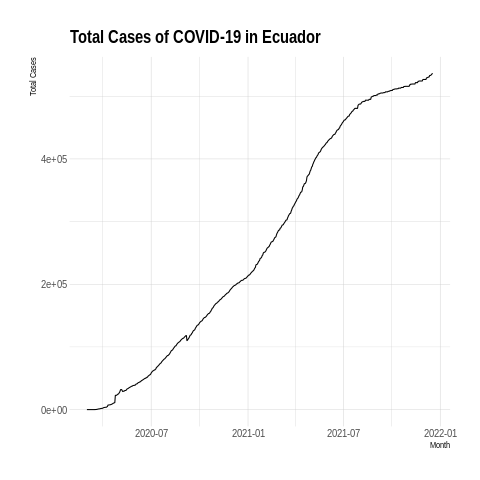 Total Cases of COVID-19 in Ecuador
Total Cases
4e+05
2e+05
0e+00
2020-07
2021-01
2021-07
2022-01
Month